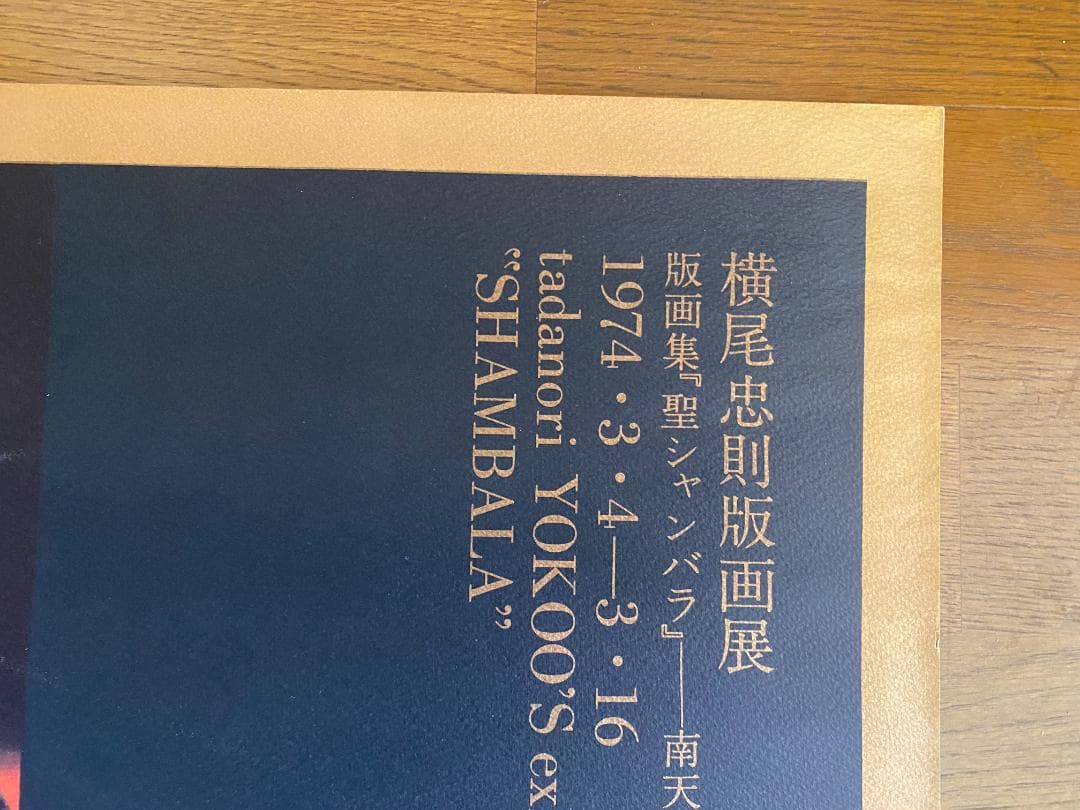 横尾忠則版画展
版画集『聖シャンバラ』——南天
1974・3・4—3・16
tadanori YOKOO'S ex
“SHAMBALA”